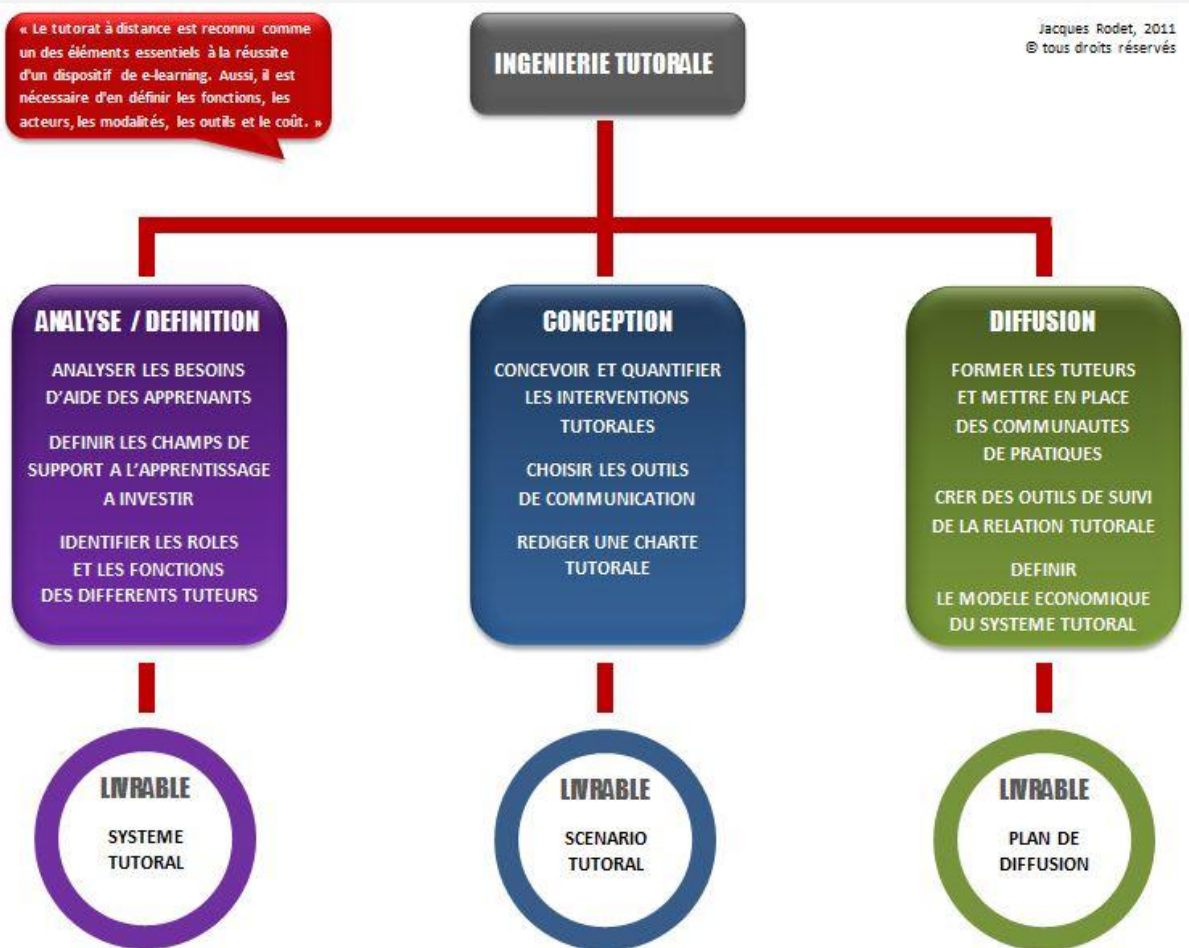 « Le tutorat à distance est reconnu comme
un des éléments essentiels à la réussite
d'un dispositif de e-learning. Aussi, il est
nécessaire d'en définir les fonctions, les
acteurs, les modalités, les outils et le coût. »
INGENIERIE TUTORALE
Jacques Rodet, 2011
© tous droits réservés
ANALYSE / DEFINITION
ANALYSER LES BESOINS
D'AIDE DES APPRENANTS
DEFINIR LES CHAMPS DE
SUPPORT A L'APPRENTISSAGE
A INVESTIR
IDENTIFIER LES ROLES
ET LES FONCTIONS
DES DIFFERENTS TUTEURS
CONCEPTION
CONCEVOIR ET QUANTIFIER
LES INTERVENTIONS
TUTORALES
CHOISIR LES OUTILS
DE COMMUNICATION
REDIGER UNE CHARTE
TUTORALE
DIFFUSION
FORMER LES TUTEURS
ET METTRE EN PLACE
DES COMMUNAUTES
DE PRATIQUES
CRER DES OUTILS DE SUIVI
DE LA RELATION TUTORALE
DEFINIR
LE MODELE ECONOMIQUE
DU SYSTEME TUTORAL
LIVRABLE
SYSTEME
TUTORAL
LIVRABLE
SCENARIO
TUTORAL
LIVRABLE
PLAN DE
DIFFUSION